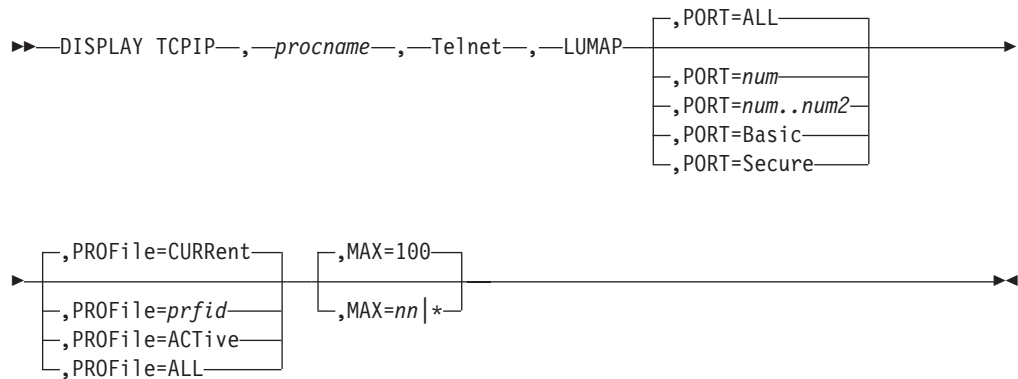 ,PORT=ALL
DISPLAY TCPIP , procname , Telnet , LUMAP
,PORT=num
,PORT=num..num2
,PORT=Basic
,PORT=Secure
,PROFile=CURRent ,MAX=100
,PROFile=prfid ,MAX=nn|*
,PROFile=ACTive
,PROFile=ALL